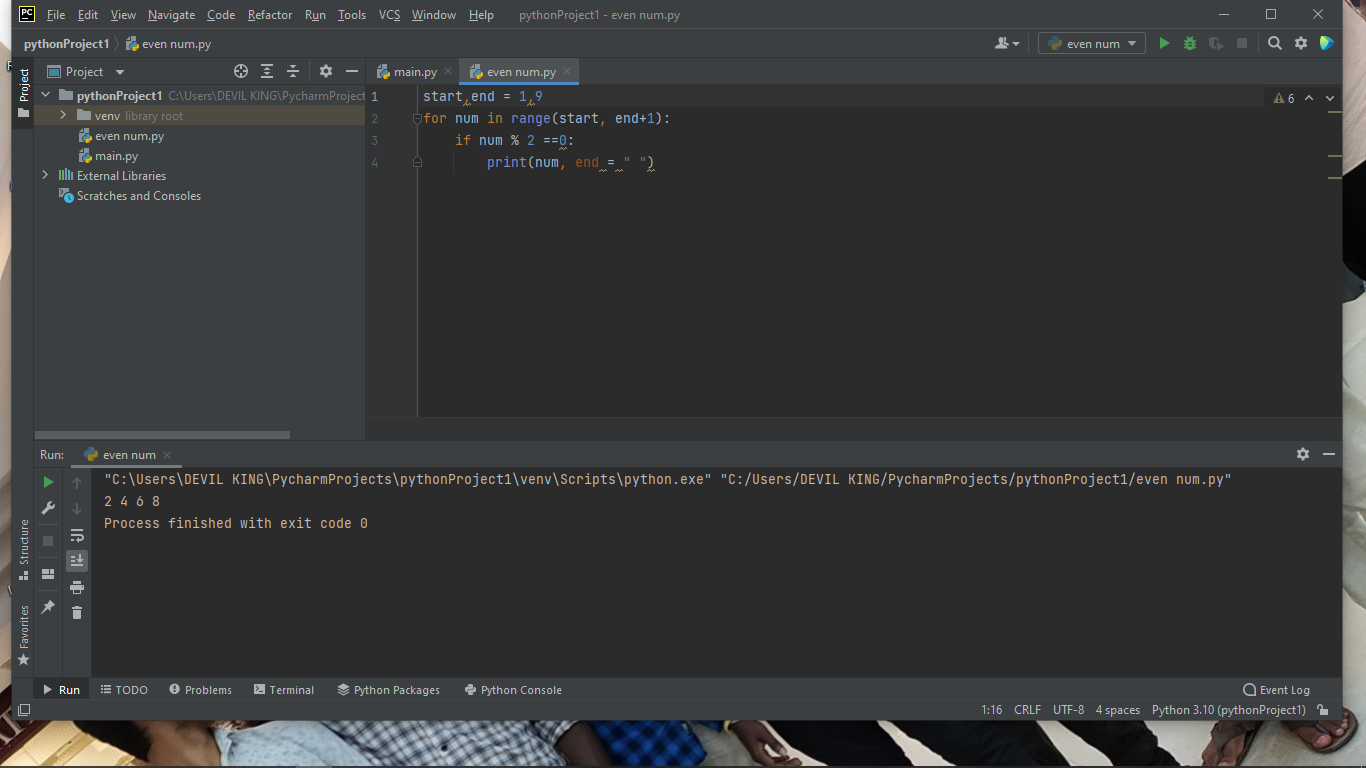 PC File Edit View Navigate Code Refactor Run Tools VCS Window Help pythonProject1 - even num.py
pythonProject1 even num.py even num
Project
Project main.py even num.py
pythonProject1 C:\Users\DEVIL KING\PycharmProject
venv library root
even num.py
main.py
External Libraries
Scratches and Consoles
1 start,end = 1,9
2 for num in range(start, end+1):
3 if num % 2 ==0:
4 print(num, end = " ")
6
Run: even num
"C:\Users\DEVIL KING\PycharmProjects\pythonProject1\venv\Scripts\python.exe" "C:/Users/DEVIL KING/PycharmProjects/pythonProject1/even num.py"
2 4 6 8
Process finished with exit code 0
Structure
Favorites
Run TODO Problems Terminal Python Packages Python Console Event Log
1:16 CRLF UTF-8 4 spaces Python 3.10 (pythonProject1)